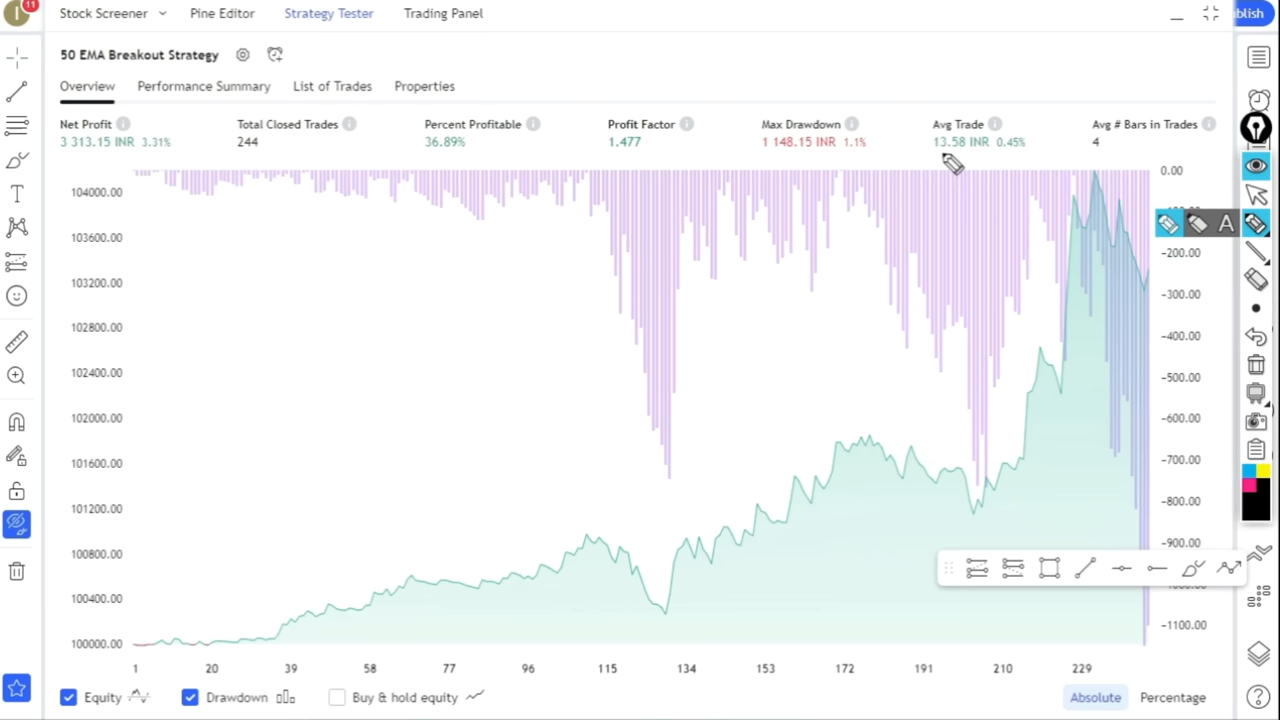 I 11 Stock Screener Pine Editor Strategy Tester Trading Panel blish
50 EMA Breakout Strategy
Overview Performance Summary List of Trades Properties
Net Profit Total Closed Trades Percent Profitable Profit Factor Max Drawdown Avg Trade Avg # Bars in Trades
3 313.15 INR 3.31% 244 36.89% 1.477 1 148.15 INR 1.1% 13.58 INR 0.45% 4
0.00
104000.00
A
103600.00
-200.00
103200.00
-300.00
102800.00
-400.00
102400.00
-500.00
102000.00
-600.00
101600.00
-700.00
101200.00
-800.00
100800.00
-900.00
100400.00
-1100.00
100000.00
1 20 39 58 77 96 115 134 153 172 191 210 229
Equity Drawdown Buy & hold equity Absolute Percentage